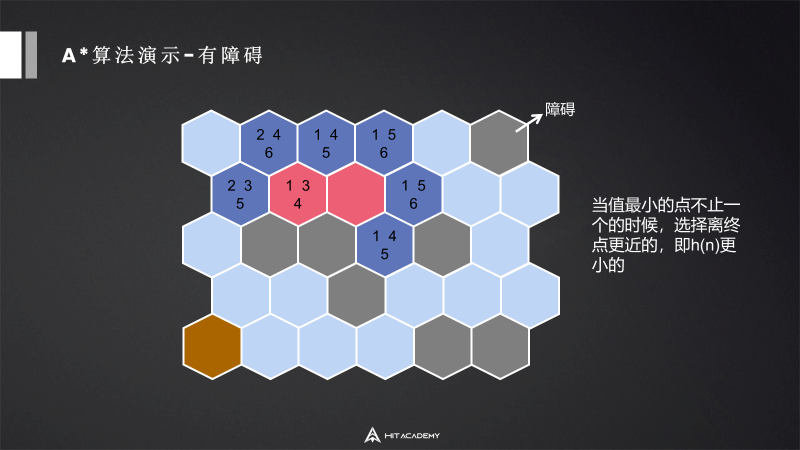 A*算法演示-有障碍
障碍
2 4
6
1 4
5
1 5
6
2 3
5
1 3
4
1 5
6
1 4
5
当值最小的点不止一
个的时候，选择离终
点更近的，即h(n)更
小的
HIT ACADEMY